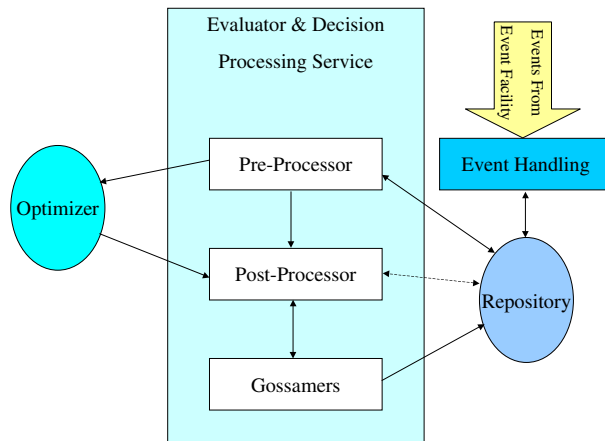 Evaluator & Decision
Processing Service
Events From
Event Facility
Pre-Processor
Event Handling
Optimizer
Post-Processor
Repository
Gossamers